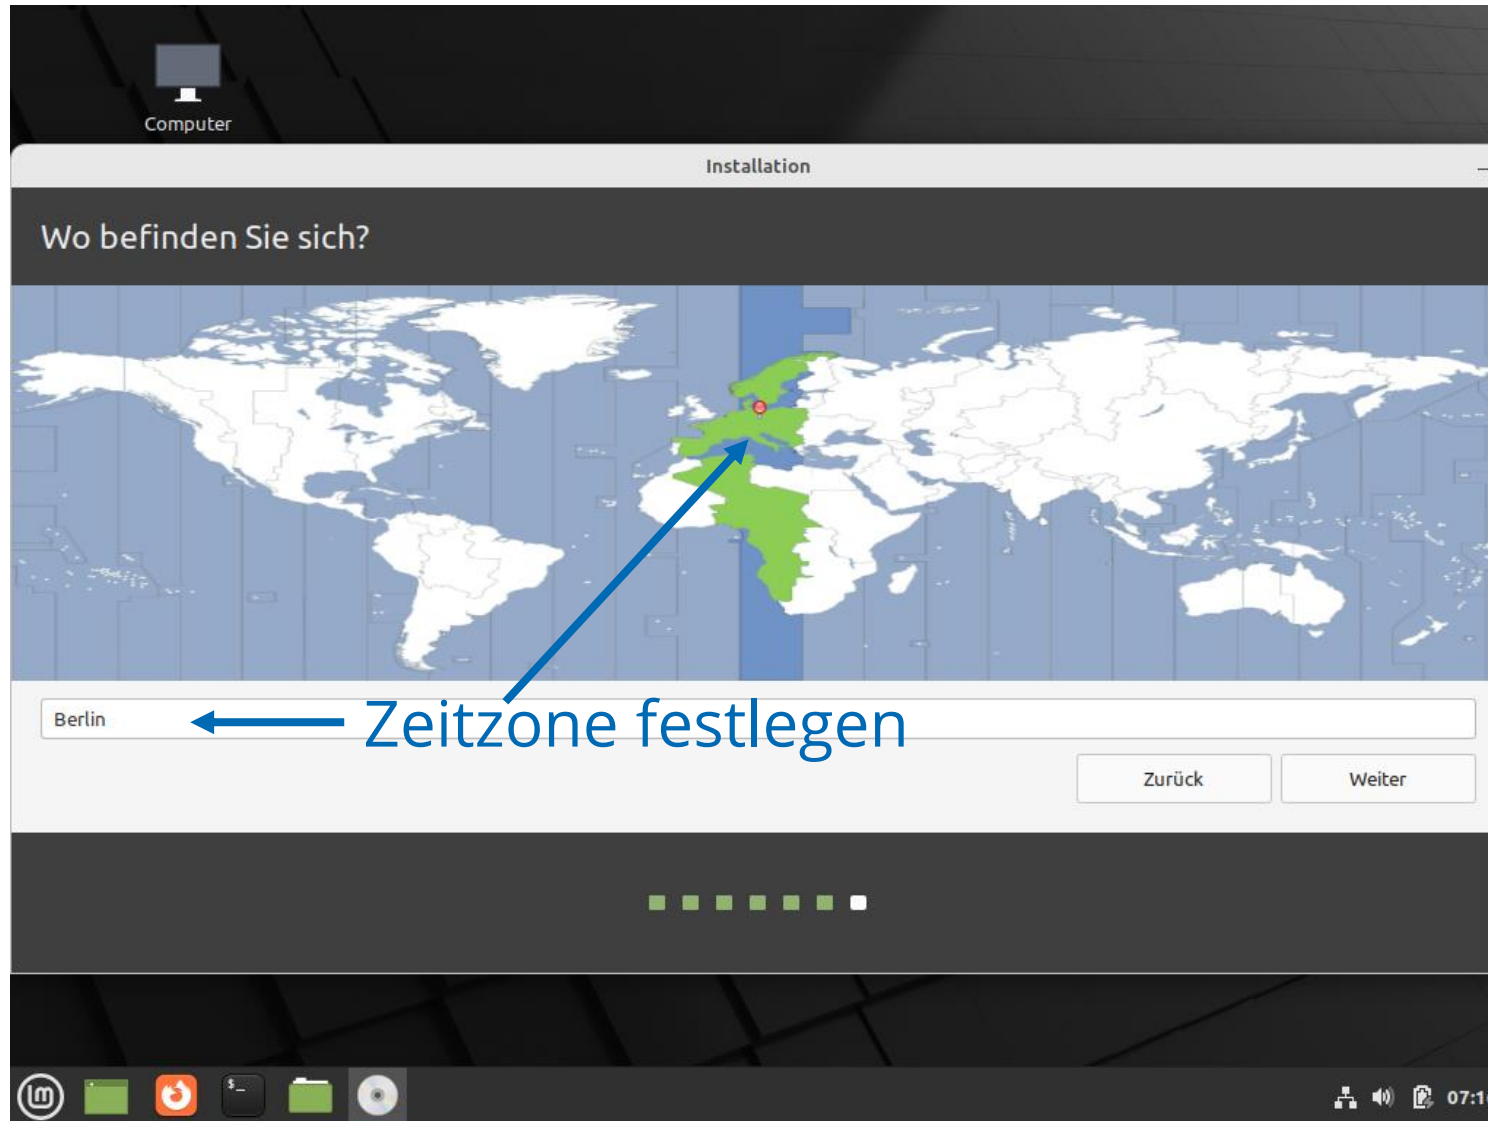 Computer
Installation
Wo befinden Sie sich?
Berlin
Zeitzone festlegen
Zurück
Weiter
$_